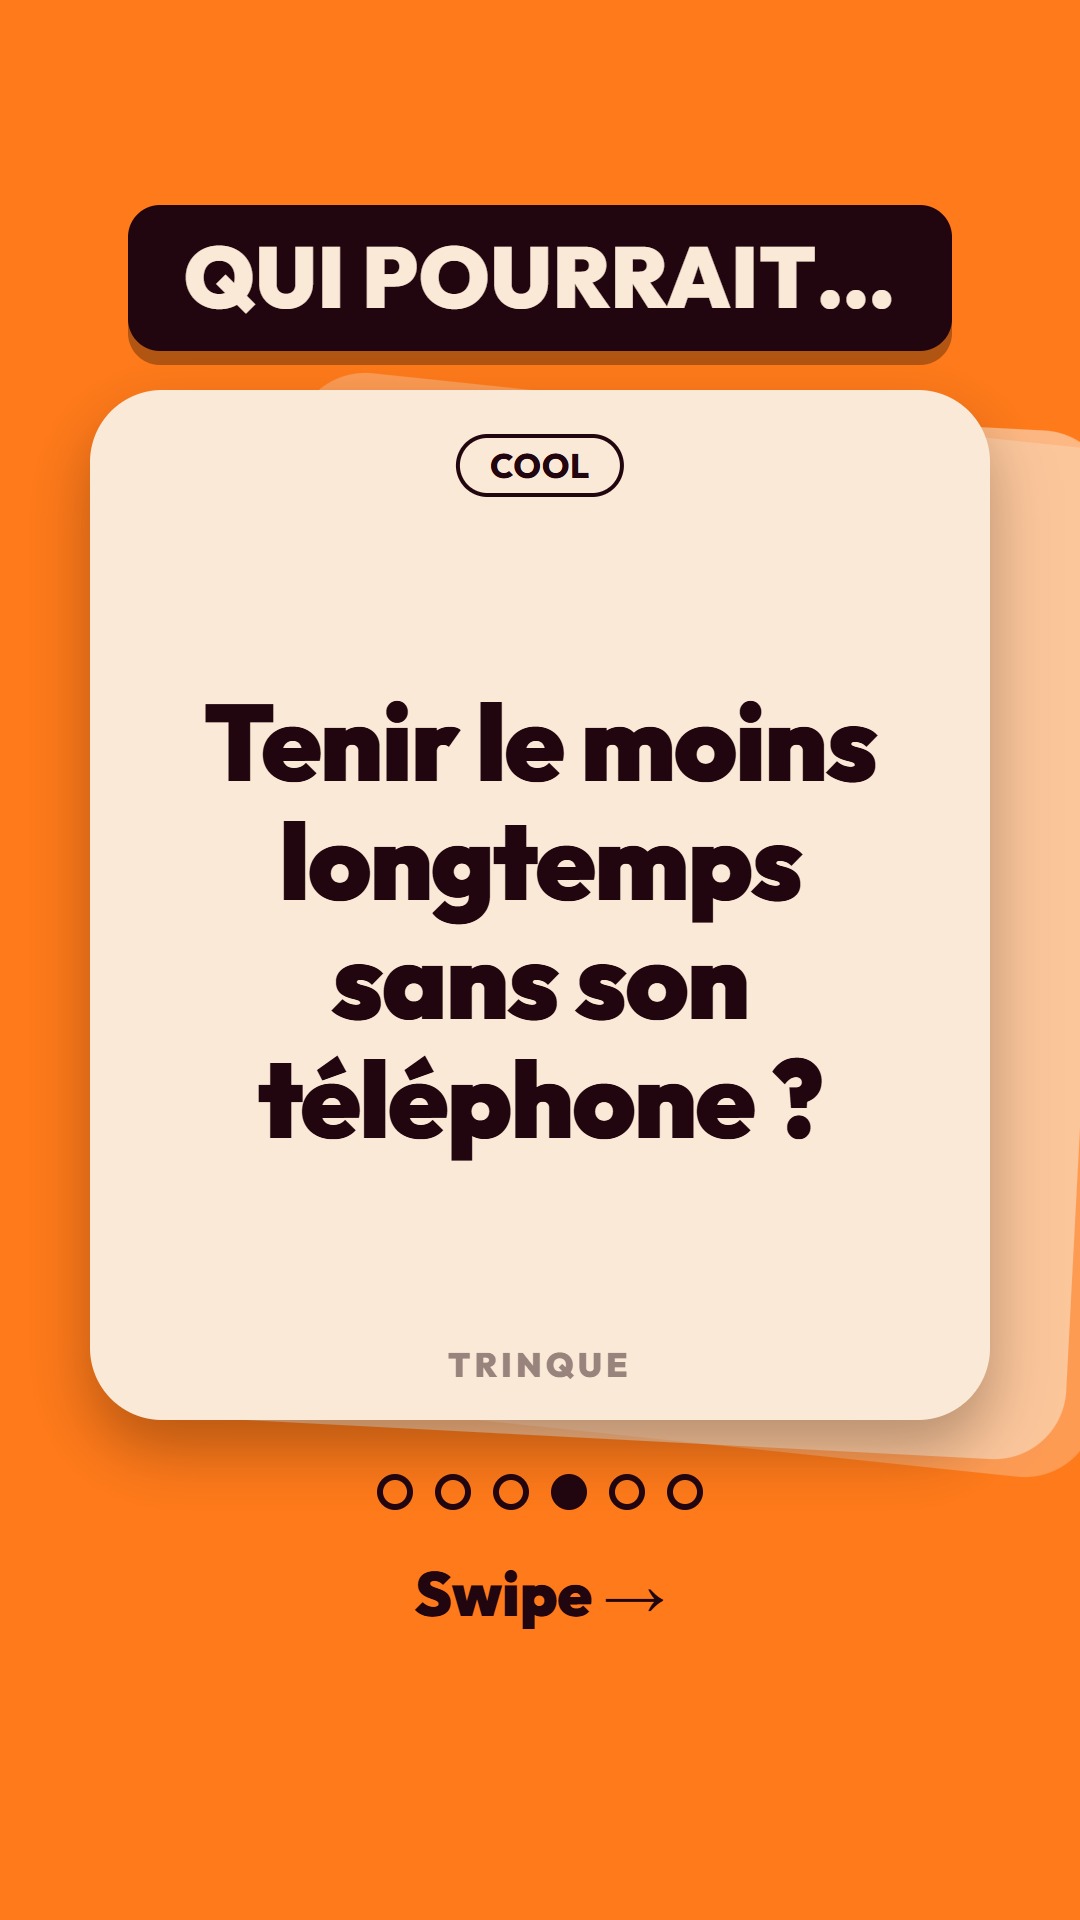 QUI POURRAIT...
COOL
Tenir le moins
longtemps
sans son
téléphone ?
TRINQUE
Swipe →